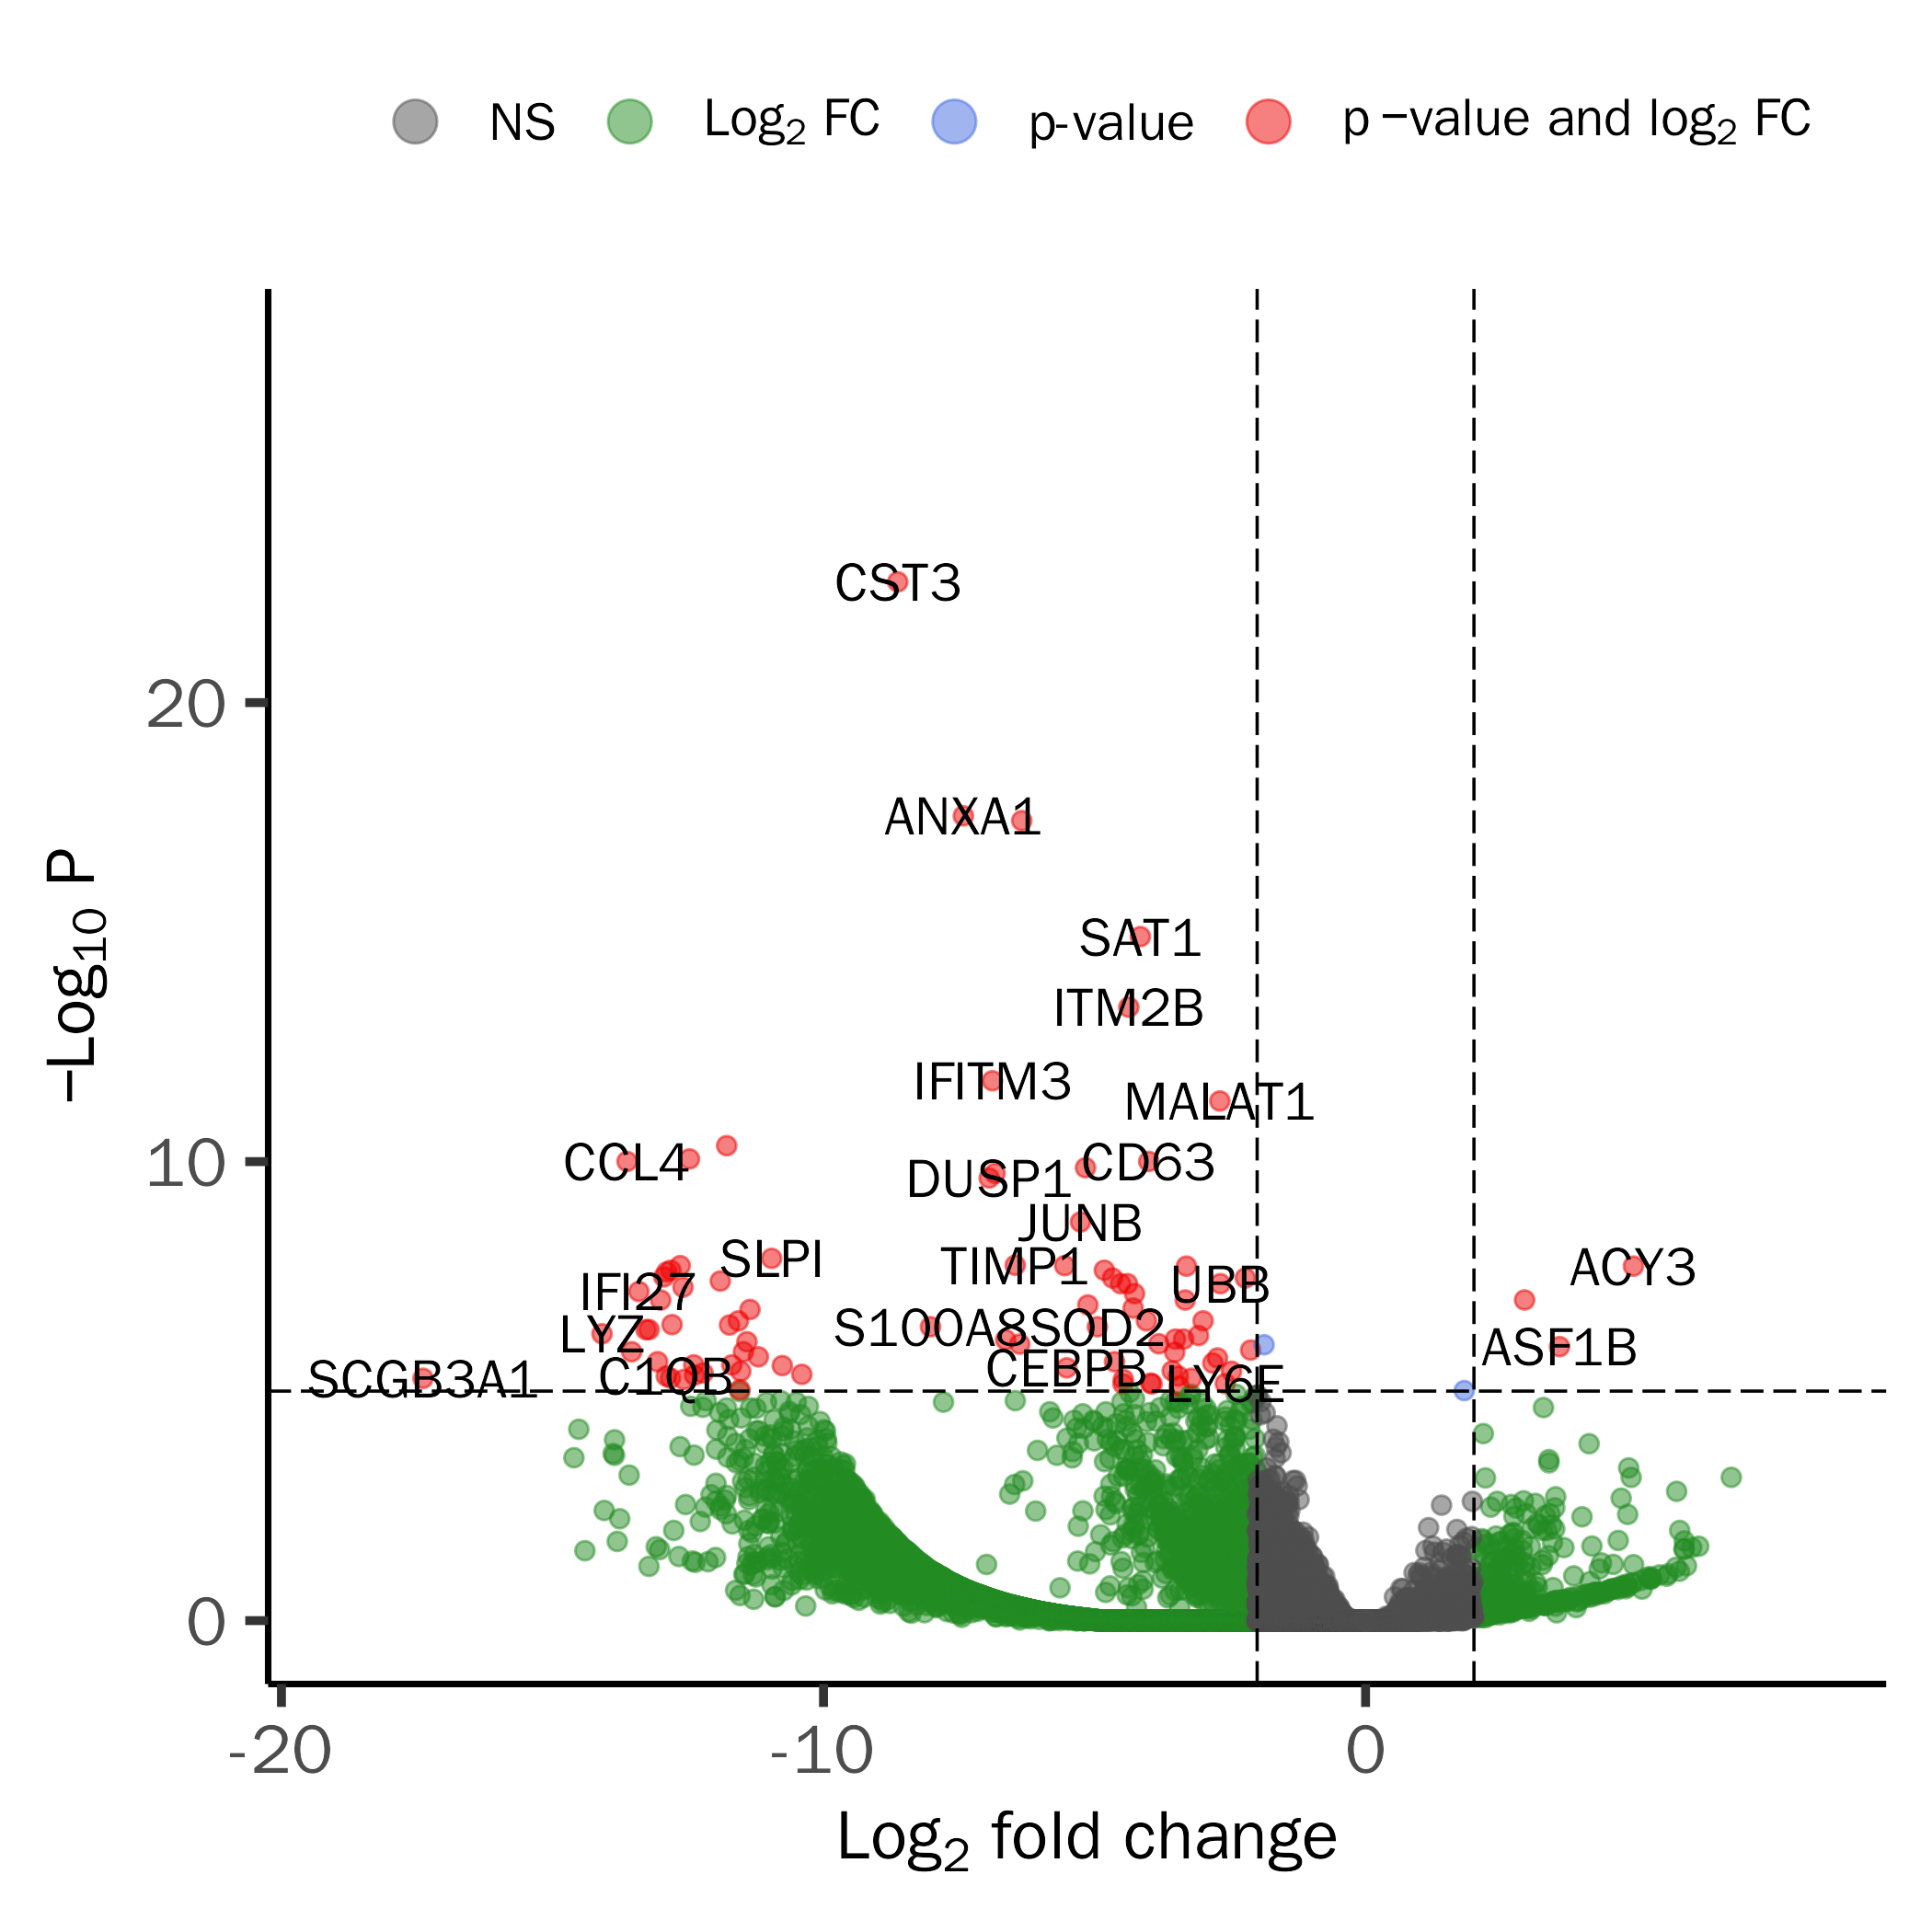 NS Log2 FC p-value p −value and log2 FC
−Log10 P
20
10
0
CST3
ANXA1
SAT1
ITM2B
IFITM3
MALAT1
CCL4
CD63
DUSP1
JUNB
SLPI
TIMP1
ACY3
IFI27
UBB
LYZ
S100A8
SOD2
ASF1B
CEBPB
SCGB3A1
C1QB
LY6E
-20 -10 0
Log2 fold change